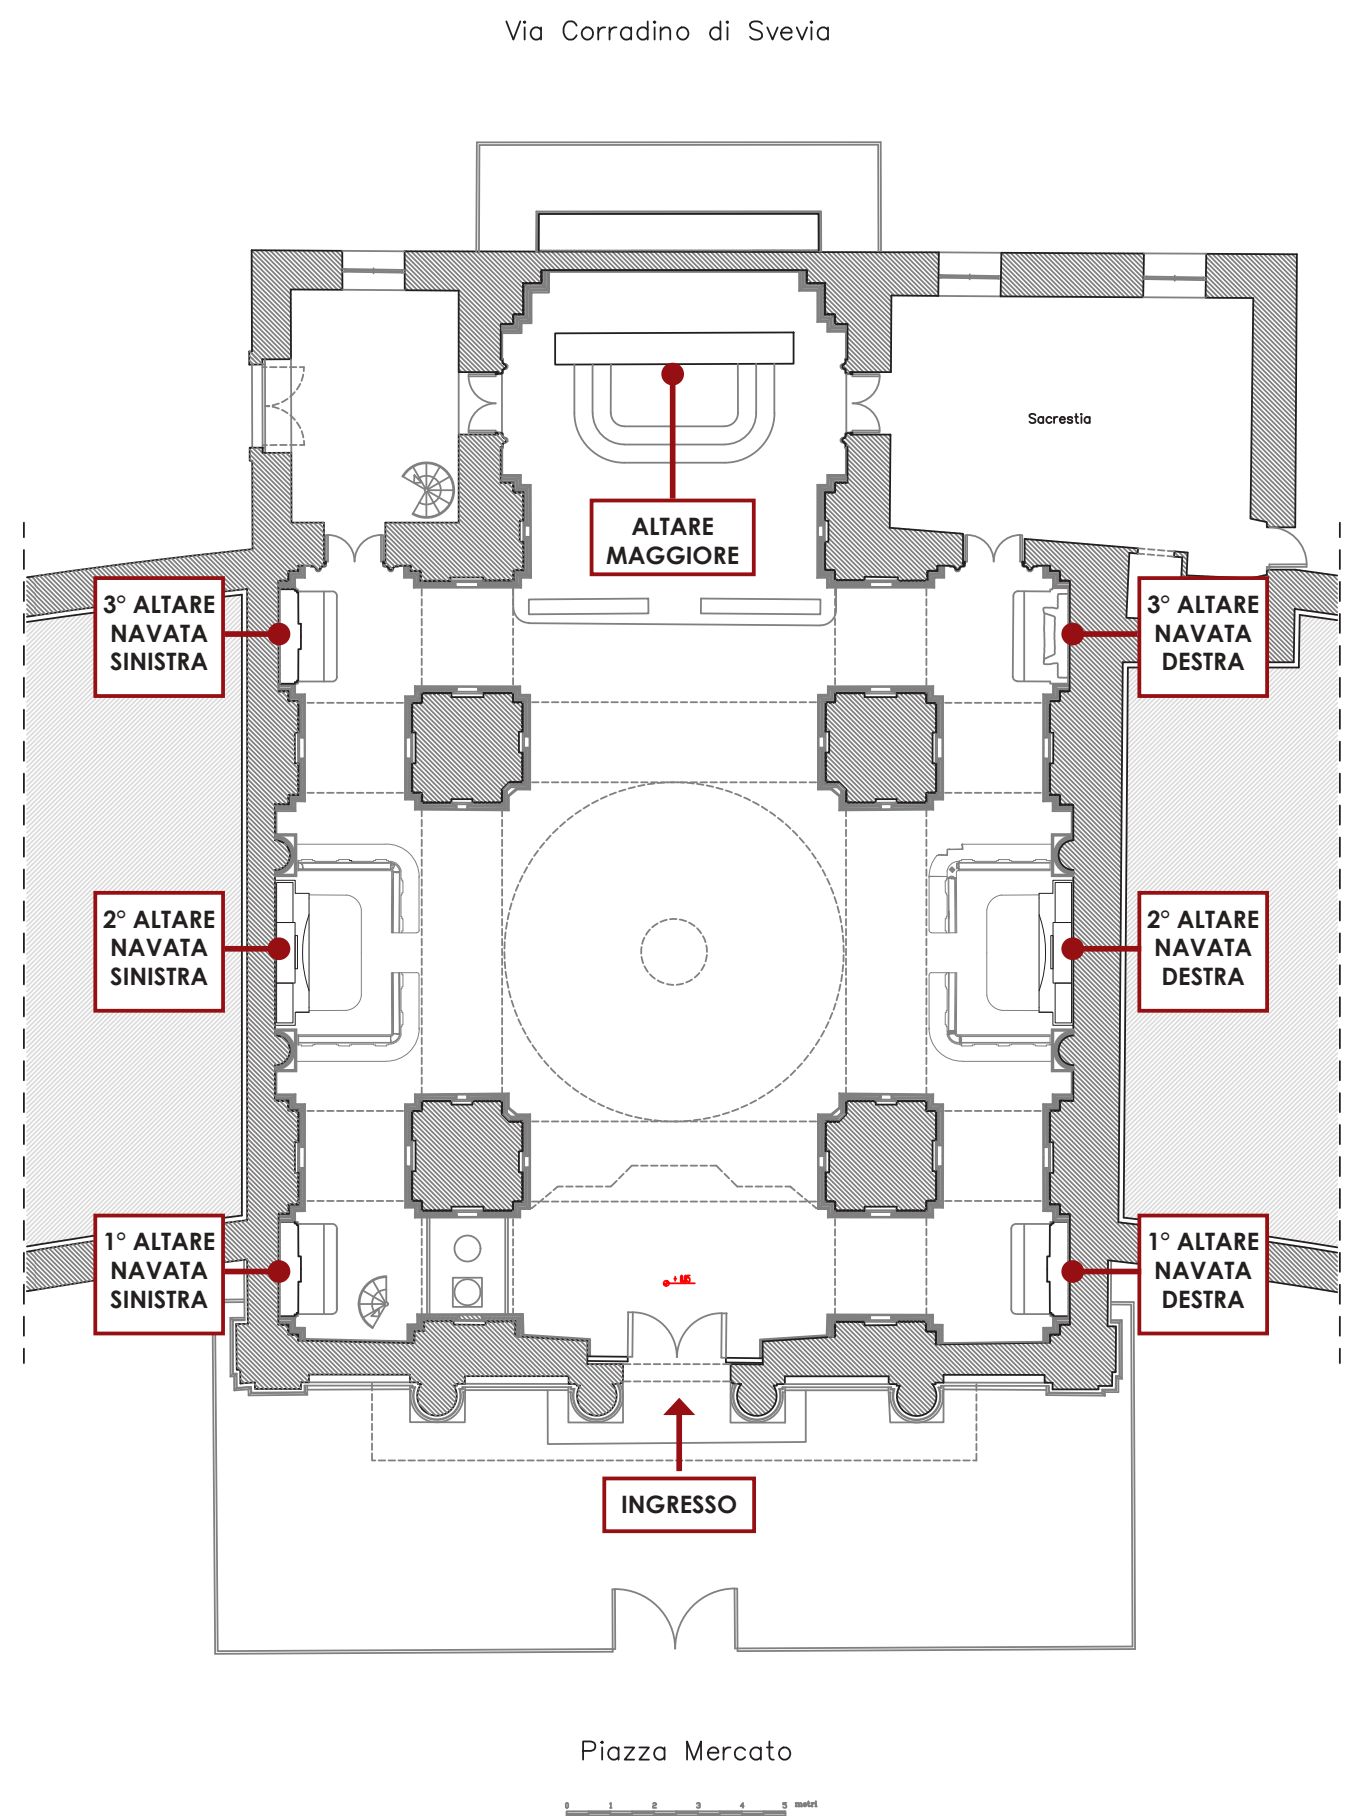 Via Corradino di Svevia
Sacrestia
ALTARE
MAGGIORE
3° ALTARE
NAVATA
SINISTRA
3° ALTARE
NAVATA
DESTRA
2° ALTARE
NAVATA
SINISTRA
2° ALTARE
NAVATA
DESTRA
1° ALTARE
NAVATA
SINISTRA
1° ALTARE
NAVATA
DESTRA
INGRESSO
Piazza Mercato
0 1 2 3 4 5 metri